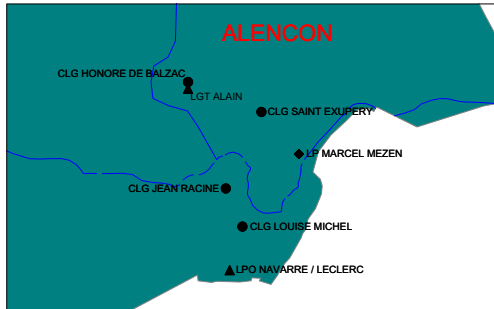 ALENCON
CLG HONORE DE BALZAC
LGT ALAIN
CLG SAINT EXUPERY
LP MARCEL MEZEN
CLG JEAN RACINE
CLG LOUISE MICHEL
LPO NAVARRE / LECLERC